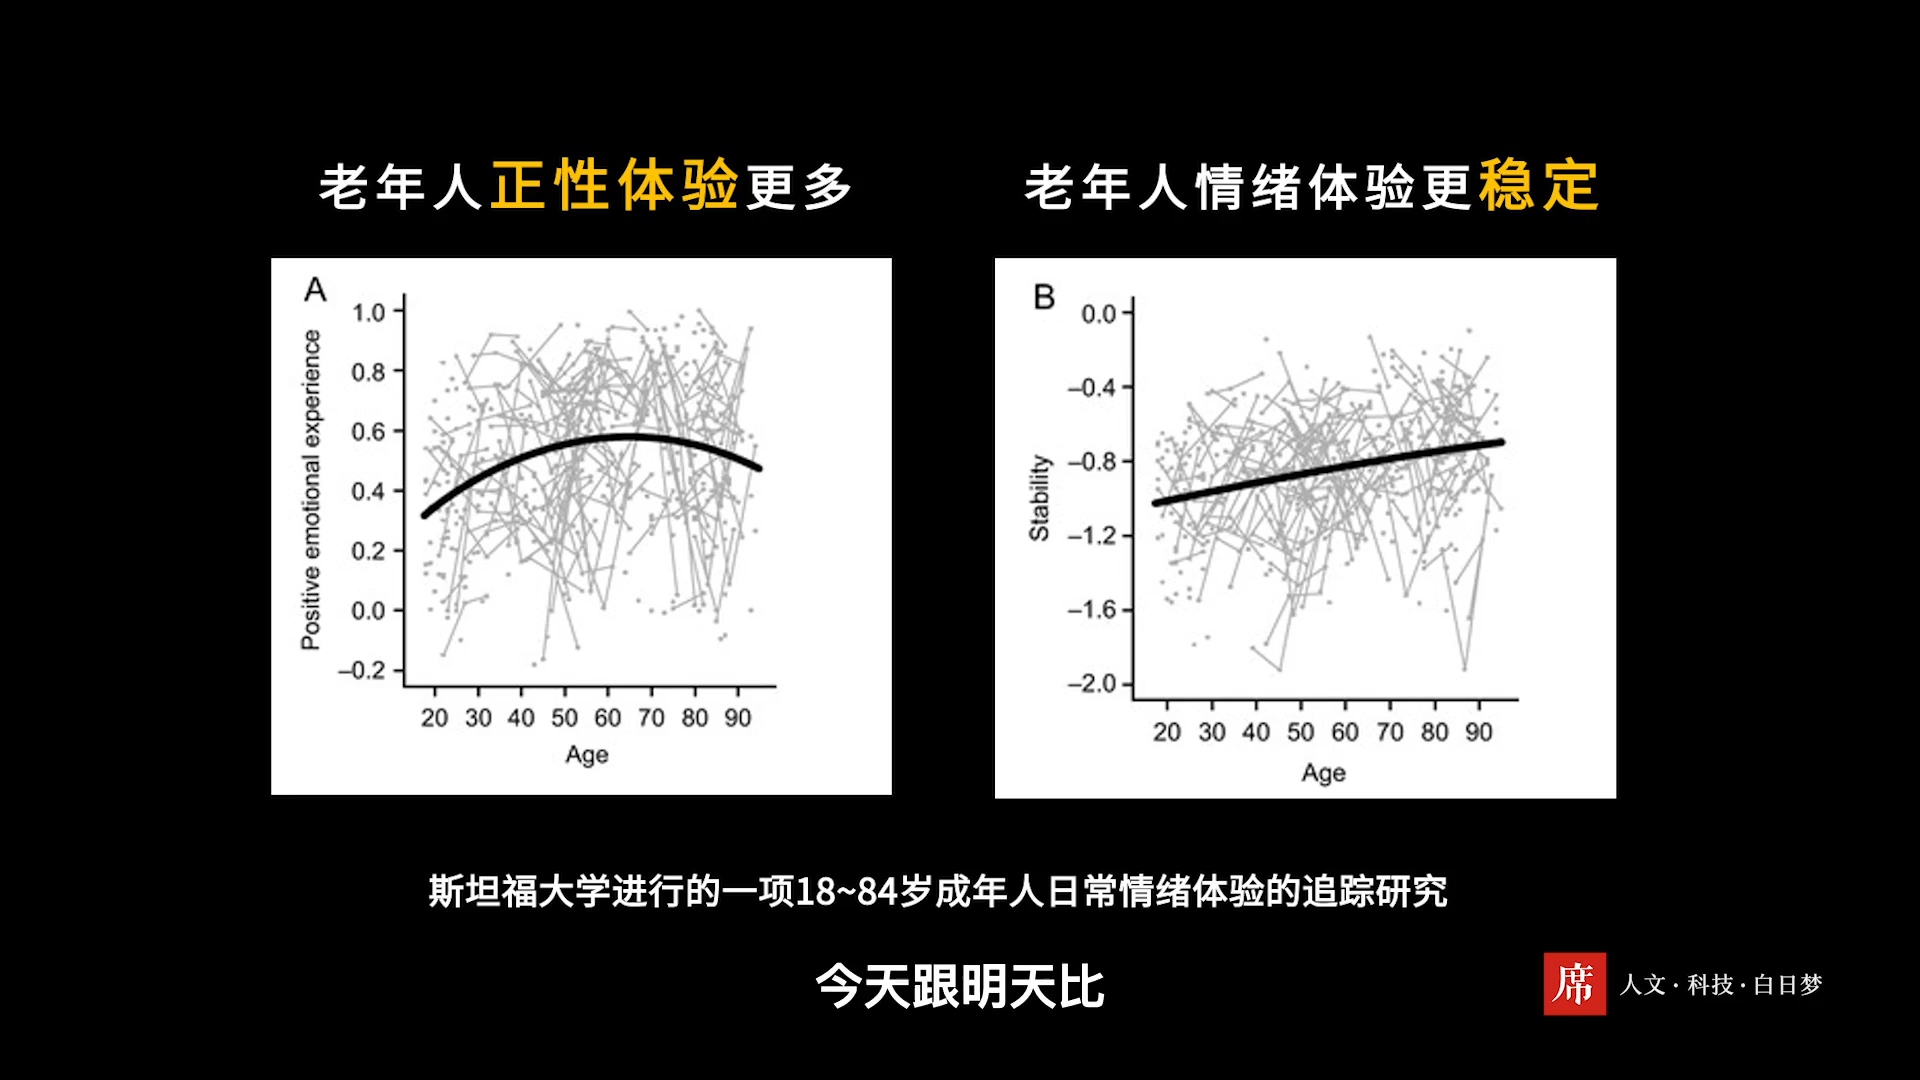 老年人正性体验更多
老年人情绪体验更稳定
A
Positive emotional experience
1.0
0.8
0.6
0.4
0.2
0.0
–0.2
20 30 40 50 60 70 80 90
Age
B
Stability
0.0
–0.4
–0.8
–1.2
–1.6
–2.0
20 30 40 50 60 70 80 90
Age
斯坦福大学进行的一项18~84岁成年人日常情绪体验的追踪研究
今天跟明天比
席 人文·科技·白日梦